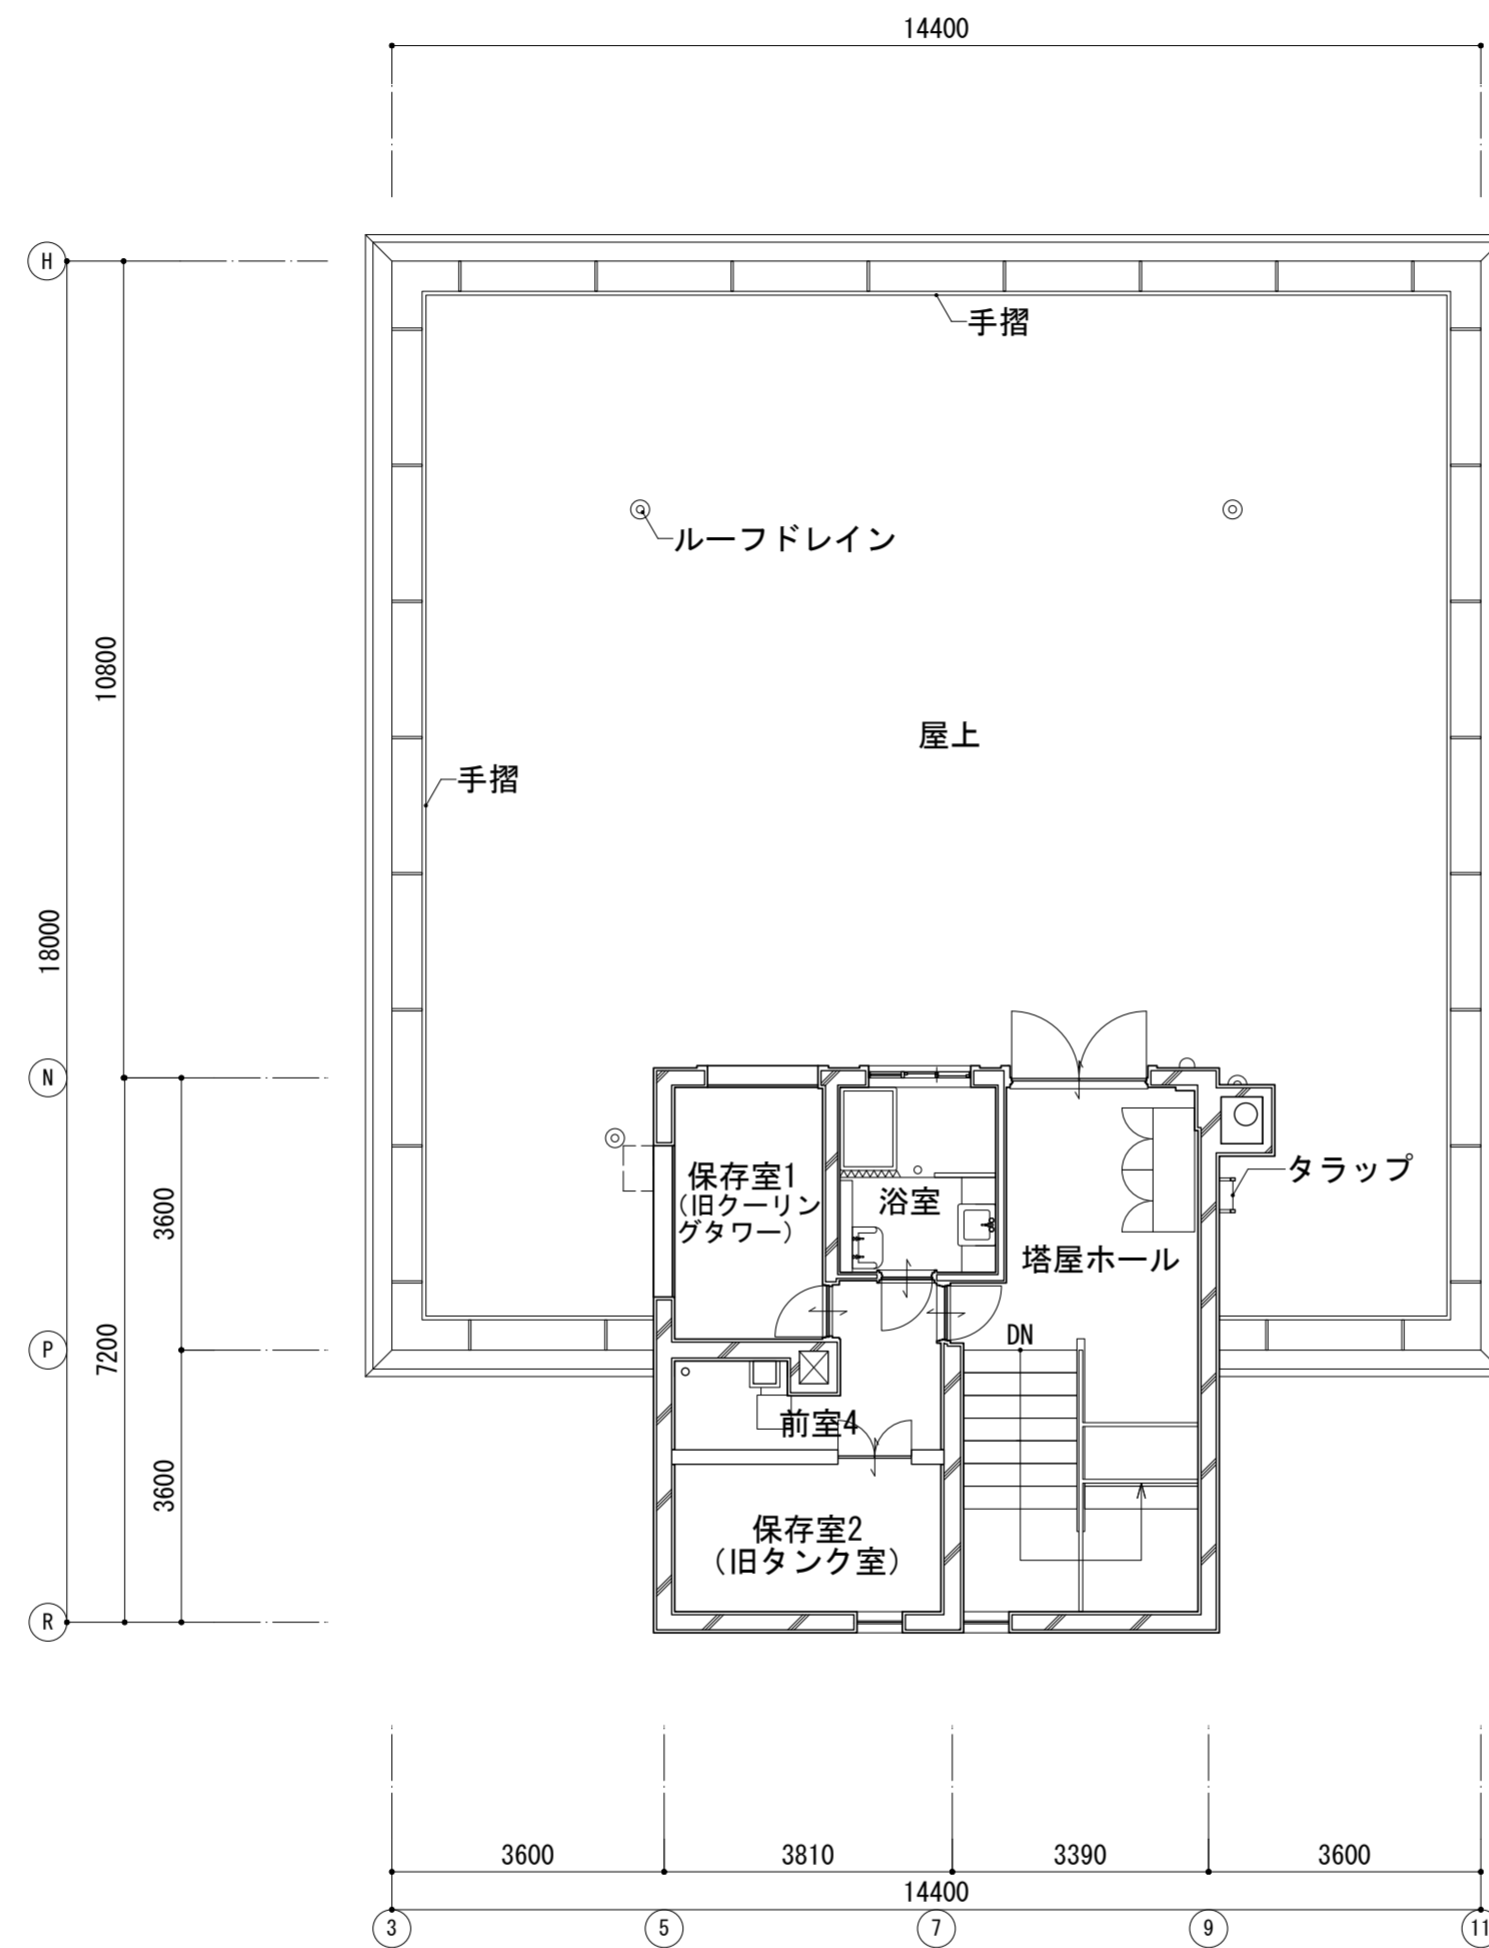 14400
H
手摺
ルーフドレイン
10800
屋上
手摺
18000
N
保存室1
(旧クーリン
グタワー)
浴室
タラップ
3600
塔屋ホール
DN
P
7200
前室4
3600
保存室2
(旧タンク室)
R
3600
3810
3390
3600
14400
3
5
7
9
11